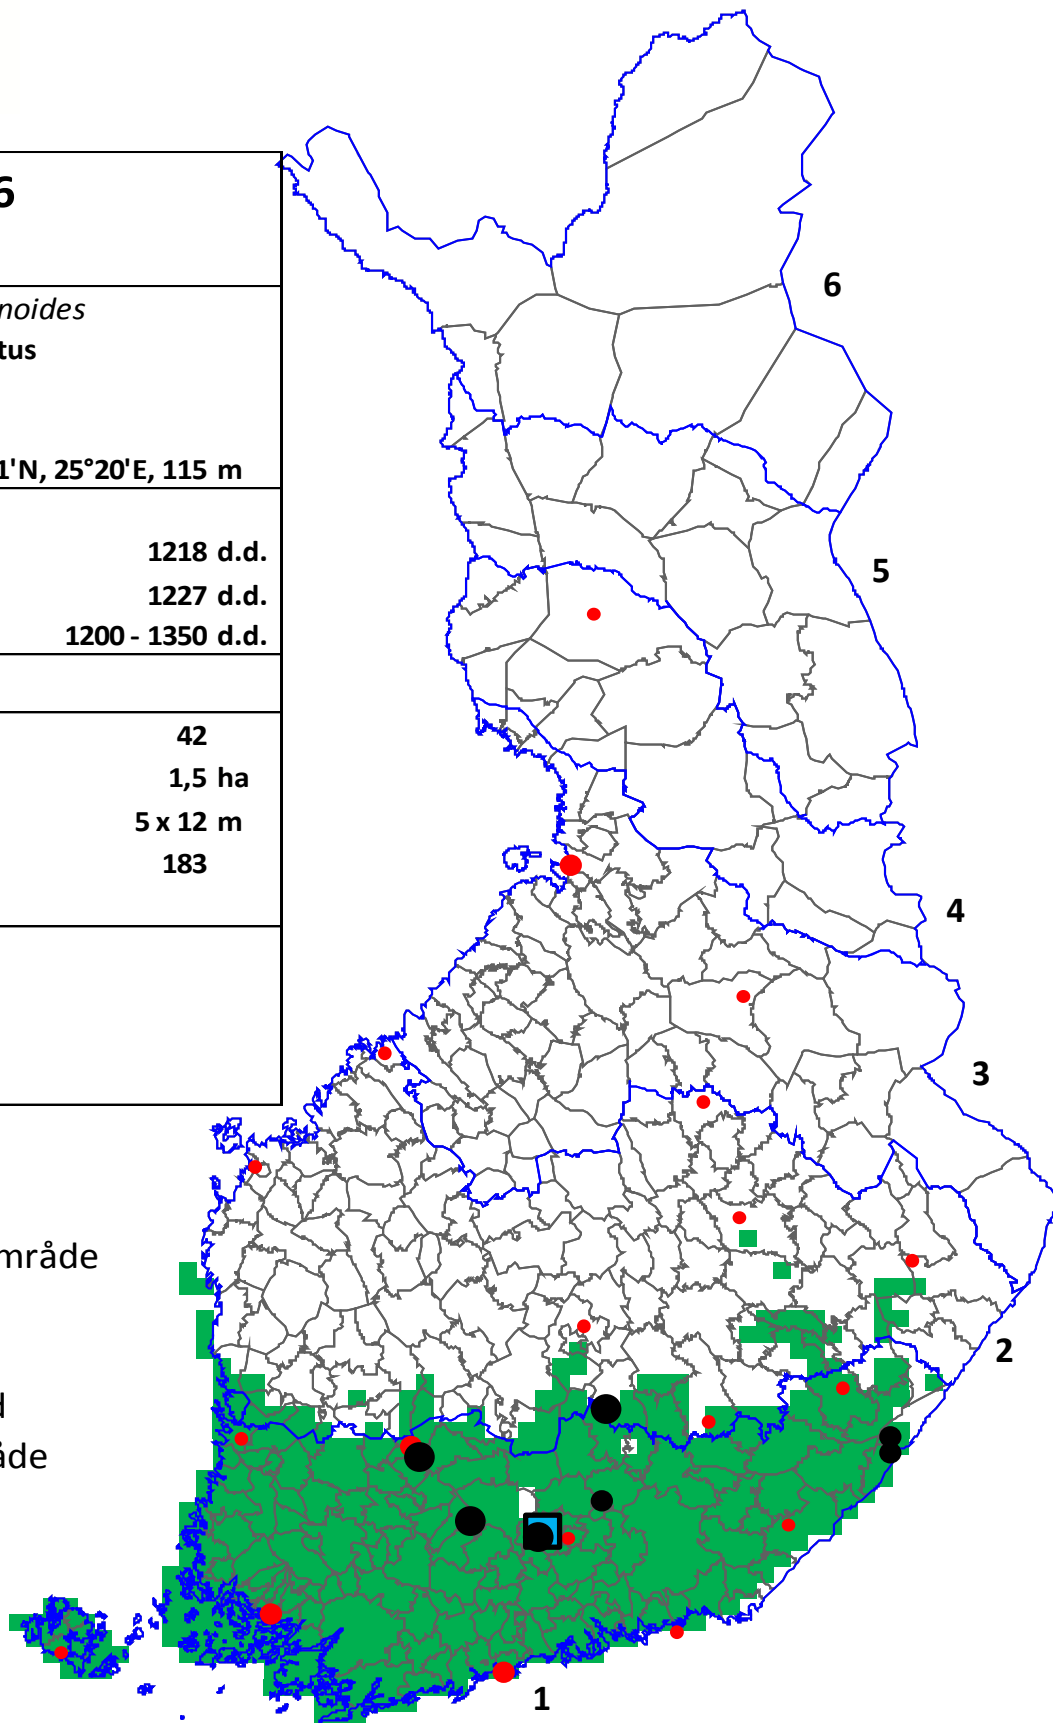 6
noides
tus
1'N, 25°20'E, 115 m
1218 d.d.
1227 d.d.
1200 - 1350 d.d.
42
1,5 ha
5 x 12 m
183
område
d
åde
6
5
4
3
2
1